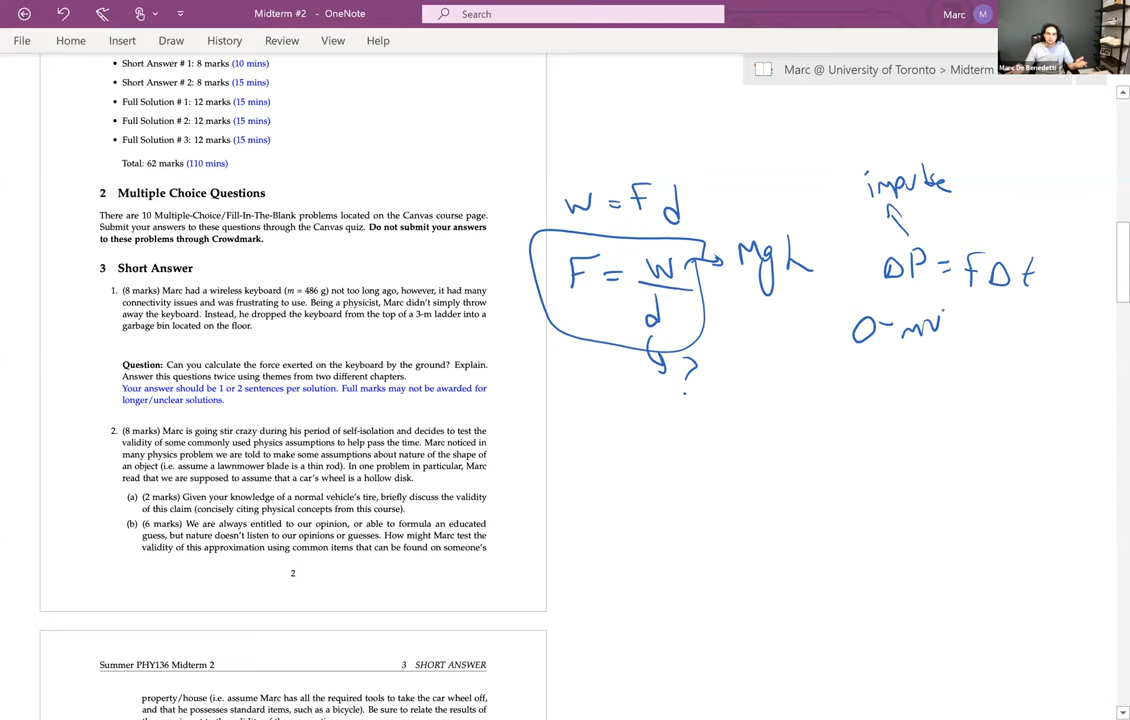 Midterm #2 - OneNote
Search
Marc M
File Home Insert Draw History Review View Help
Marc De Benedetti
Marc @ University of Toronto > Midterm
• Short Answer # 1: 8 marks (10 mins)
• Short Answer # 2: 8 marks (15 mins)
• Full Solution # 1: 12 marks (15 mins)
• Full Solution # 2: 12 marks (15 mins)
• Full Solution # 3: 12 marks (15 mins)
Total: 62 marks (110 mins)
2 Multiple Choice Questions
There are 10 Multiple-Choice/Fill-In-The-Blank problems located on the Canvas course page.
Submit your answers to these questions through the Canvas quiz. Do not submit your answers
to these problems through Crowdmark.
3 Short Answer
1. (8 marks) Marc had a wireless keyboard (m = 486 g) not too long ago, however, it had many
connectivity issues and was frustrating to use. Being a physicist, Marc didn't simply throw
away the keyboard. Instead, he dropped the keyboard from the top of a 3-m ladder into a
garbage bin located on the floor.
Question: Can you calculate the force exerted on the keyboard by the ground? Explain.
Answer this questions twice using themes from two different chapters.
Your answer should be 1 or 2 sentences per solution. Full marks may not be awarded for
longer/unclear solutions.
2. (8 marks) Marc is going stir crazy during his period of self-isolation and decides to test the
validity of some commonly used physics assumptions to help pass the time. Marc noticed in
many physics problem we are told to make some assumptions about nature of the shape of
an object (i.e. assume a lawnmower blade is a thin rod). In one problem in particular, Marc
read that we are supposed to assume that a car's wheel is a hollow disk.
(a) (2 marks) Given your knowledge of a normal vehicle's tire, briefly discuss the validity
of this claim (concisely citing physical concepts from this course).
(b) (6 marks) We are always entitled to our opinion, or able to formula an educated
guess, but nature doesn't listen to our opinions or guesses. How might Marc test the
validity of this approximation using common items that can be found on someone's
2
Summer PHY136 Midterm 2 3 SHORT ANSWER
property/house (i.e. assume Marc has all the required tools to take the car wheel off,
and that he possesses standard items, such as a bicycle). Be sure to relate the results of
W = F d
F = W / d
Mgh
?
impulse
ΔP = F Δt
0 - mvi